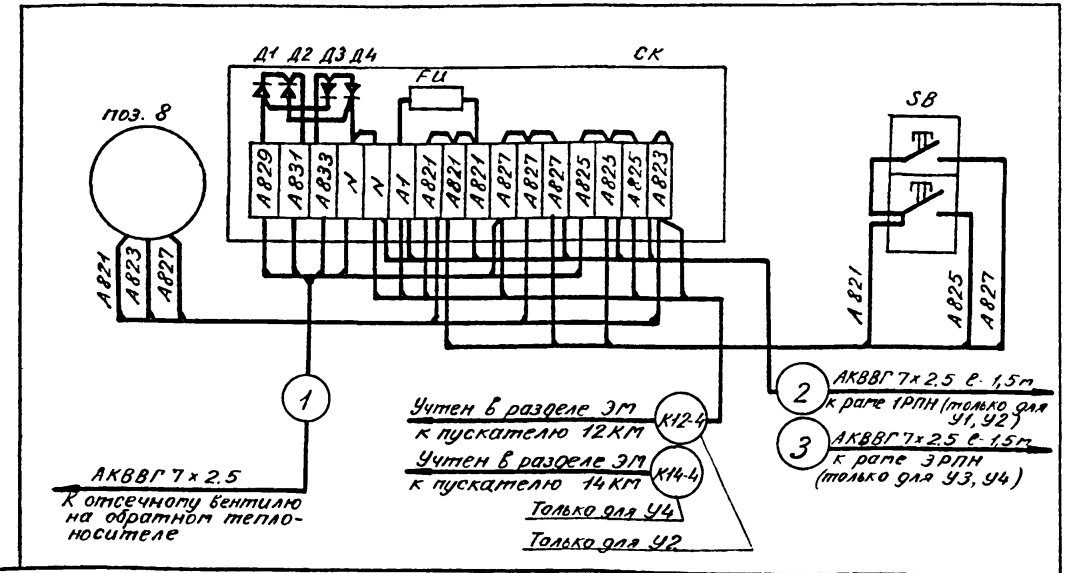 Д1 Д2 Д3 Д4
СК
FU
поз. 8
SB
А829
А831
А833
N
N
А1
А821
А821
А821
А827
А827
А827
А825
А825
А825
А823
А821
А823
А827
А821
А825
А827
1
АКВВГ 7×2.5
К отсечному вентилю
на обратном тепло-
носителе
Учтен в разделе ЭМ
к пускателю 12КМ
К12-4
Учтен в разделе ЭМ
к пускателю 14КМ
К14-4
Только для У4
Только для У2
2
АКВВГ 7×2.5 ℓ-1,5м
к раме 1РПН (только для
У1, У2)
3
АКВВГ 7×2.5 ℓ-1,5м
к раме 3РПН
(только для У3, У4)